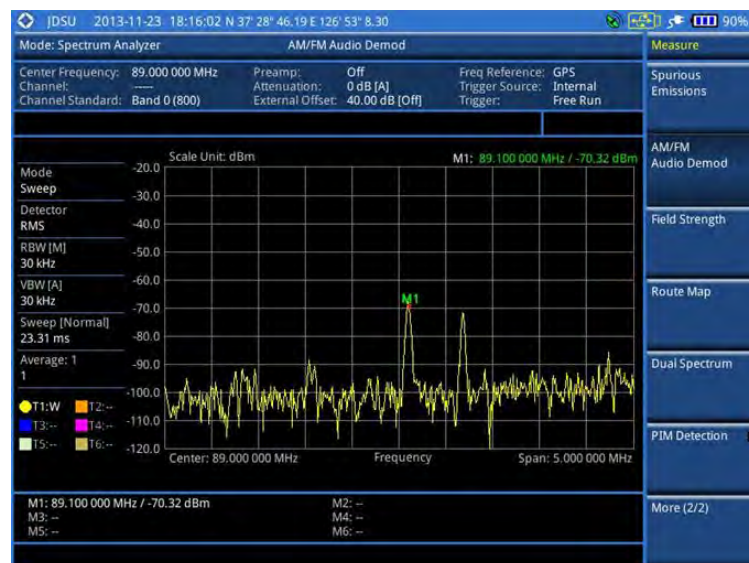 JDSU 2013-11-23 18:16:02 N 37' 28" 46.19 E 126' 53" 8.30 90%
Mode: Spectrum Analyzer AM/FM Audio Demod Measure
Center Frequency: 89.000 000 MHz Preamp: Off Freq Reference: GPS
Channel: ----- Attenuation: 0 dB [A] Trigger Source: Internal
Channel Standard: Band 0 (800) External Offset: 40.00 dB [Off] Trigger: Free Run
Spurious
Emissions
AM/FM
Audio Demod
Field Strength
Route Map
Dual Spectrum
PIM Detection
More (2/2)
Mode
Sweep
Detector
RMS
RBW [M]
30 kHz
VBW [A]
30 kHz
Sweep [Normal]
23.31 ms
Average: 1
1
T1:W T2:--
T3:-- T4:--
T5:-- T6:--
Scale Unit: dBm M1: 89.100 000 MHz / -70.32 dBm
-20.0
-30.0
-40.0
-50.0
-60.0
-70.0
-80.0
-90.0
-100.0
-110.0
-120.0
M1
Center: 89.000 000 MHz Frequency Span: 5.000 000 MHz
M1: 89.100 000 MHz / -70.32 dBm M2: --
M3: -- M4: --
M5: -- M6: --